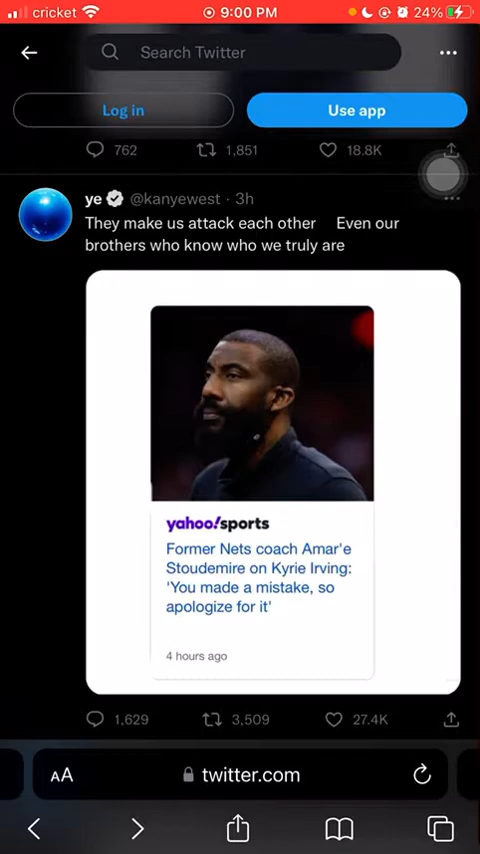 cricket 9:00 PM 24%
Search Twitter
Log in Use app
762 1,851 18.8K
ye @kanyewest · 3h
They make us attack each other Even our
brothers who know who we truly are
yahoo!sports
Former Nets coach Amar'e
Stoudemire on Kyrie Irving:
'You made a mistake, so
apologize for it'
4 hours ago
1,629 3,509 27.4K
AA twitter.com